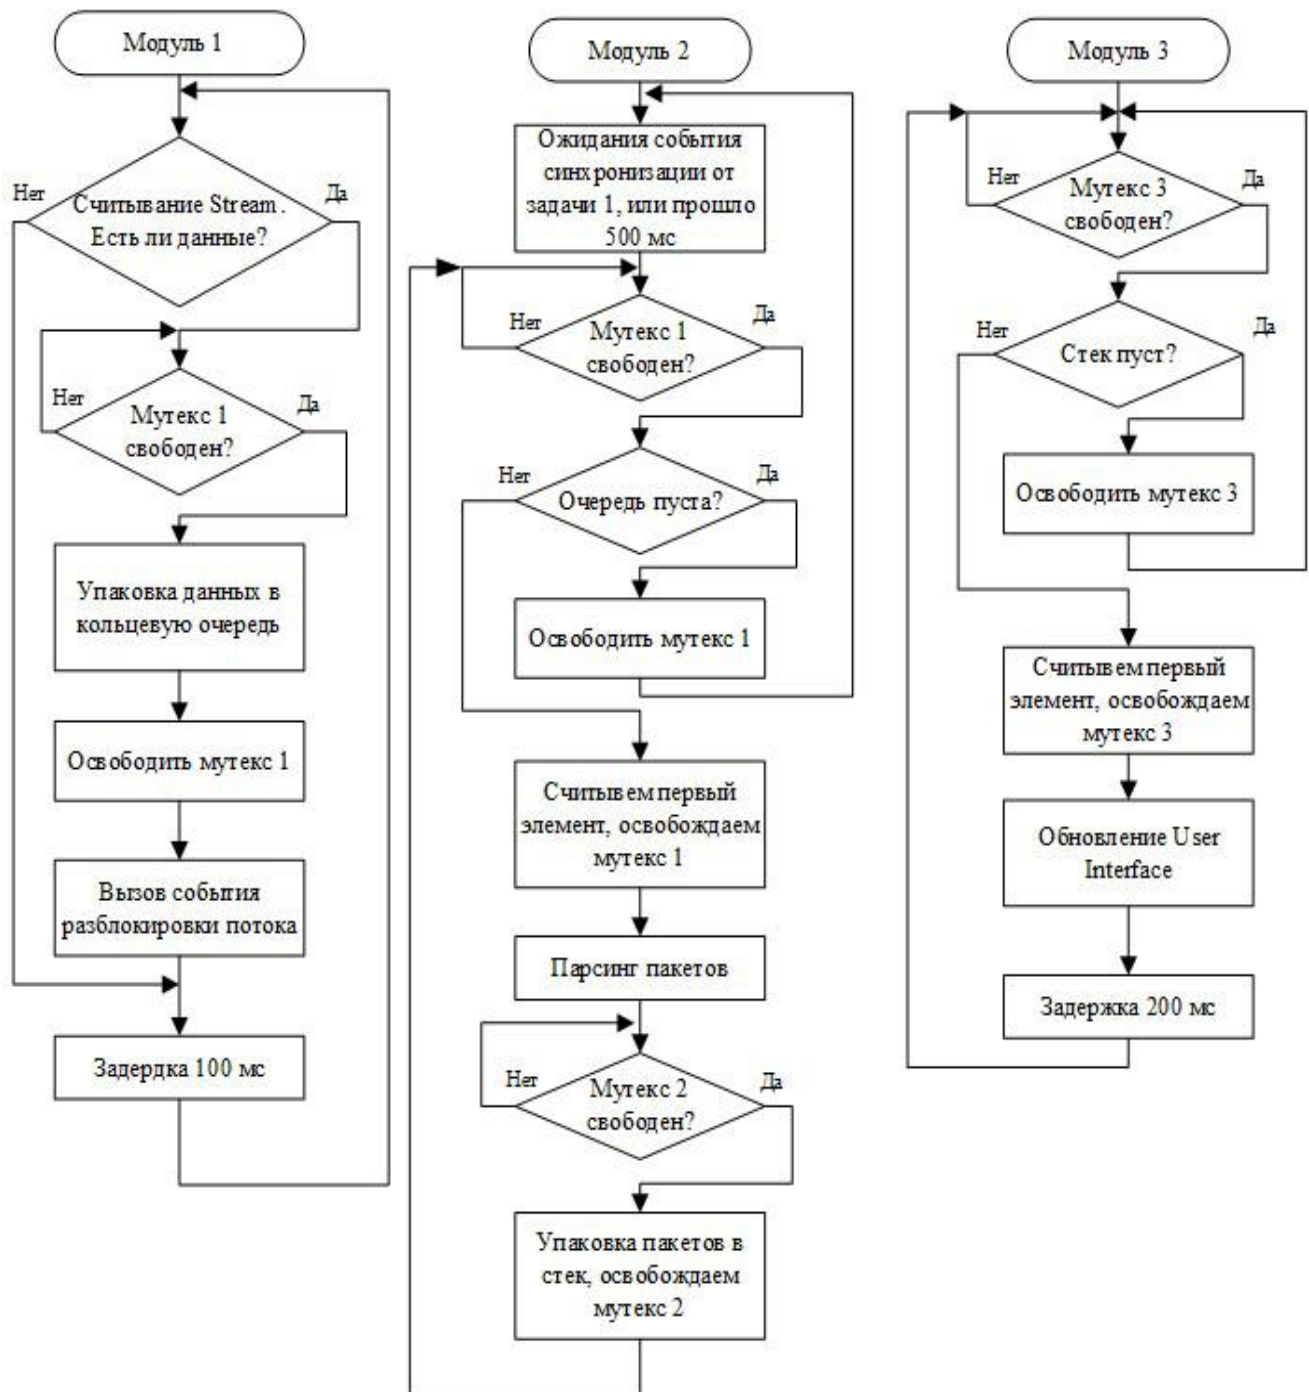 Модуль 1
Нет
Да
Считывание Stream.
Есть ли данные?
Нет
Да
Мутекс 1
свободен?
Упаковка данных в
кольцевую очередь
Освободить мутекс 1
Вызов события
разблокировки потока
Задердка 100 мс
Модуль 2
Ожидания события
синхронизации от
задачи 1, или прошло
500 мс
Нет
Да
Мутекс 1
свободен?
Нет
Да
Очередь пуста?
Освободить мутекс 1
Считывем первый
элемент, освобождаем
мутекс 1
Парсинг пакетов
Нет
Да
Мутекс 2
свободен?
Упаковка пакетов в
стек, освобождаем
мутекс 2
Модуль 3
Нет
Да
Мутекс 3
свободен?
Нет
Да
Стек пуст?
Освободить мутекс 3
Считывем первый
элемент, освобождаем
мутекс 3
Обновление User
Interface
Задержка 200 мс